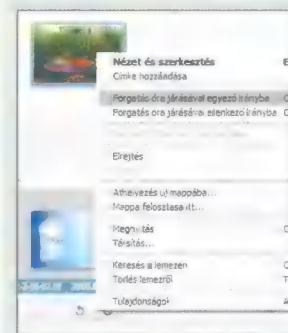 Nézet és szerkesztés
Címke hozzáadása
Forgatás óra járásával egyező irányba
Forgatás óra járásával ellenkező irányba
Elrejtés
Áthelyezés új mappába...
Mappa felosztása itt...
Megnyitás
Társítás...
Keresés a lemezen
Törlés lemezről
Tulajdonságok